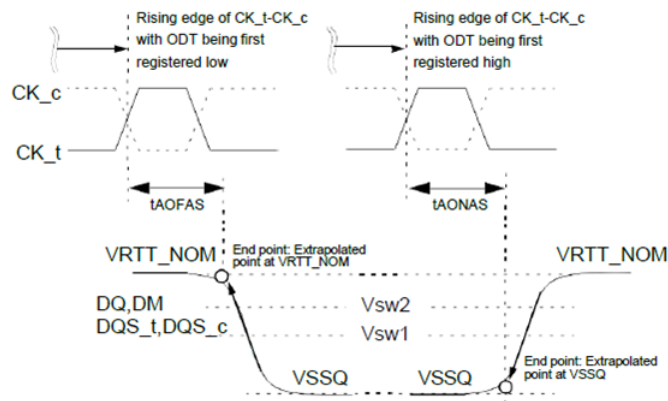 Rising edge of CK_t-CK_c
with ODT being first
registered low
Rising edge of CK_t-CK_c
with ODT being first
registered high
CK_c
CK_t
tAOFAS
tAONAS
VRTT_NOM
End point: Extrapolated
point at VRTT_NOM
VRTT_NOM
DQ,DM
DQS_t,DQS_c
Vsw2
Vsw1
VSSQ
VSSQ
End point: Extrapolated
point at VSSQ